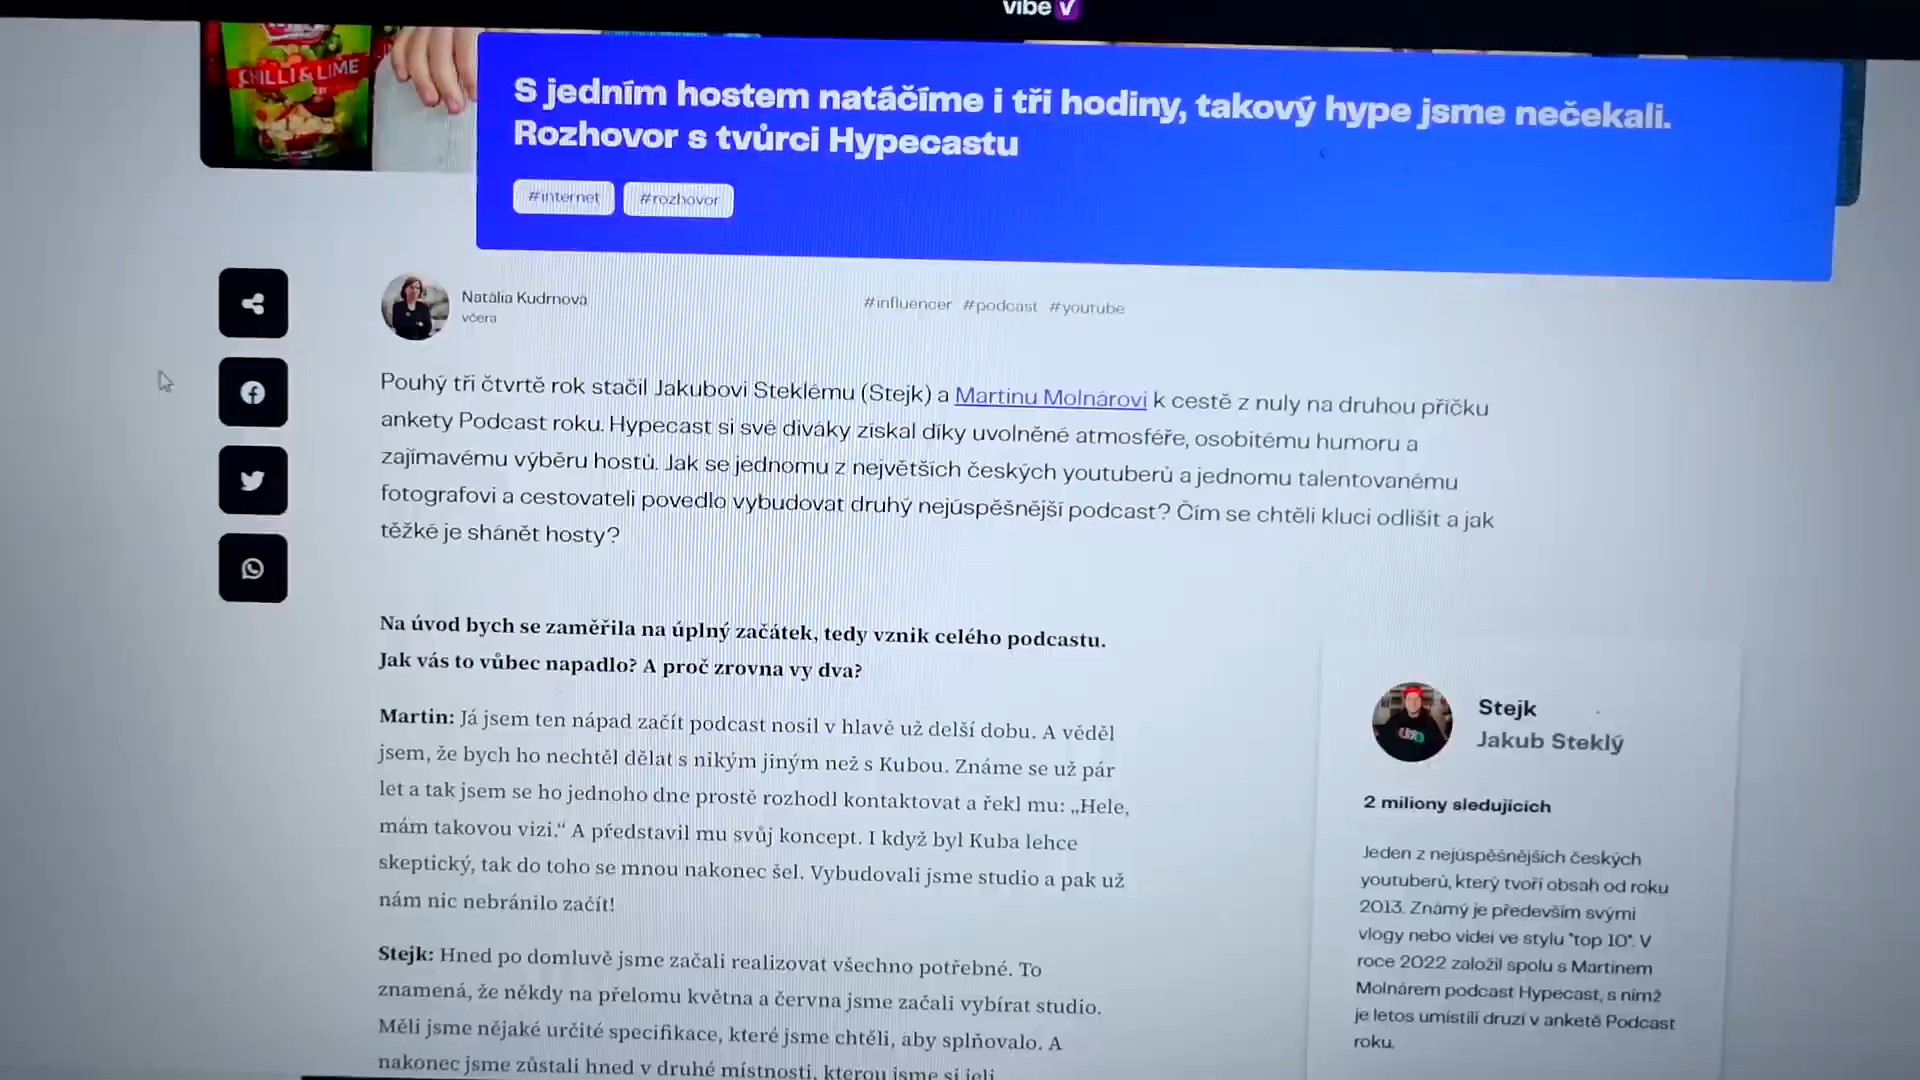 vibe
CHILLI & LIME
S jedním hostem natáčíme i tři hodiny, takový hype jsme nečekali.
Rozhovor s tvůrci Hypecastu
#internet #rozhovor
Natália Kudrnová
včera
#influencer #podcast #youtube
Pouhý tři čtvrtě rok stačil Jakubovi Steklému (Stejk) a Martinu Molnárovi k cestě z nuly na druhou příčku
ankety Podcast roku. Hypecast si své diváky získal díky uvolněné atmosféře, osobitému humoru a
zajímavému výběru hostů. Jak se jednomu z největších českých youtuberů a jednomu talentovanému
fotografovi a cestovateli povedlo vybudovat druhý nejúspěšnější podcast? Čím se chtěli kluci odlišit a jak
těžké je shánět hosty?
Na úvod bych se zaměřila na úplný začátek, tedy vznik celého podcastu.
Jak vás to vůbec napadlo? A proč zrovna vy dva?
Martin: Já jsem ten nápad začít podcast nosil v hlavě už delší dobu. A věděl
jsem, že bych ho nechtěl dělat s nikým jiným než s Kubou. Známe se už pár
let a tak jsem se ho jednoho dne prostě rozhodl kontaktovat a řekl mu: „Hele,
mám takovou vizi.“ A představil mu svůj koncept. I když byl Kuba lehce
skeptický, tak do toho se mnou nakonec šel. Vybudovali jsme studio a pak už
nám nic nebránilo začít!
Stejk: Hned po domluvě jsme začali realizovat všechno potřebné. To
znamená, že někdy na přelomu května a června jsme začali vybírat studio.
Měli jsme nějaké určité specifikace, které jsme chtěli, aby splňovalo. A
nakonec jsme zůstali hned v druhé místnosti, kterou jsme si jeli
Stejk
Jakub Steklý
2 miliony sledujících
Jeden z nejúspěšnějších českých
youtuberů, který tvoří obsah od roku
2013. Známý je především svými
vlogy nebo videi ve stylu "top 10". V
roce 2022 založil spolu s Martinem
Molnárem podcast Hypecast, s nímž
je letos umístili druzí v anketě Podcast
roku.